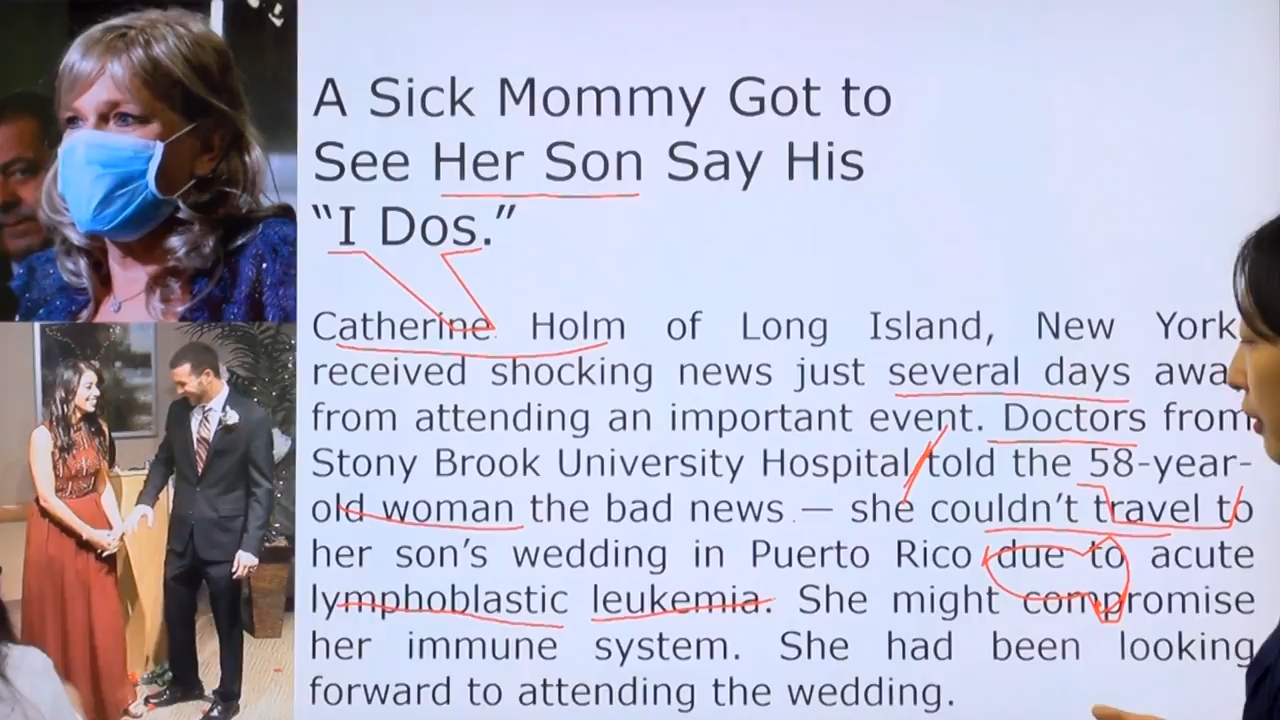 A Sick Mommy Got to
See Her Son Say His
“I Dos.”
Catherine Holm of Long Island, New York
received shocking news just several days awa
from attending an important event. Doctors from
Stony Brook University Hospital told the 58-year-
old woman the bad news — she couldn’t travel to
her son’s wedding in Puerto Rico due to acute
lymphoblastic leukemia. She might compromise
her immune system. She had been looking
forward to attending the wedding.